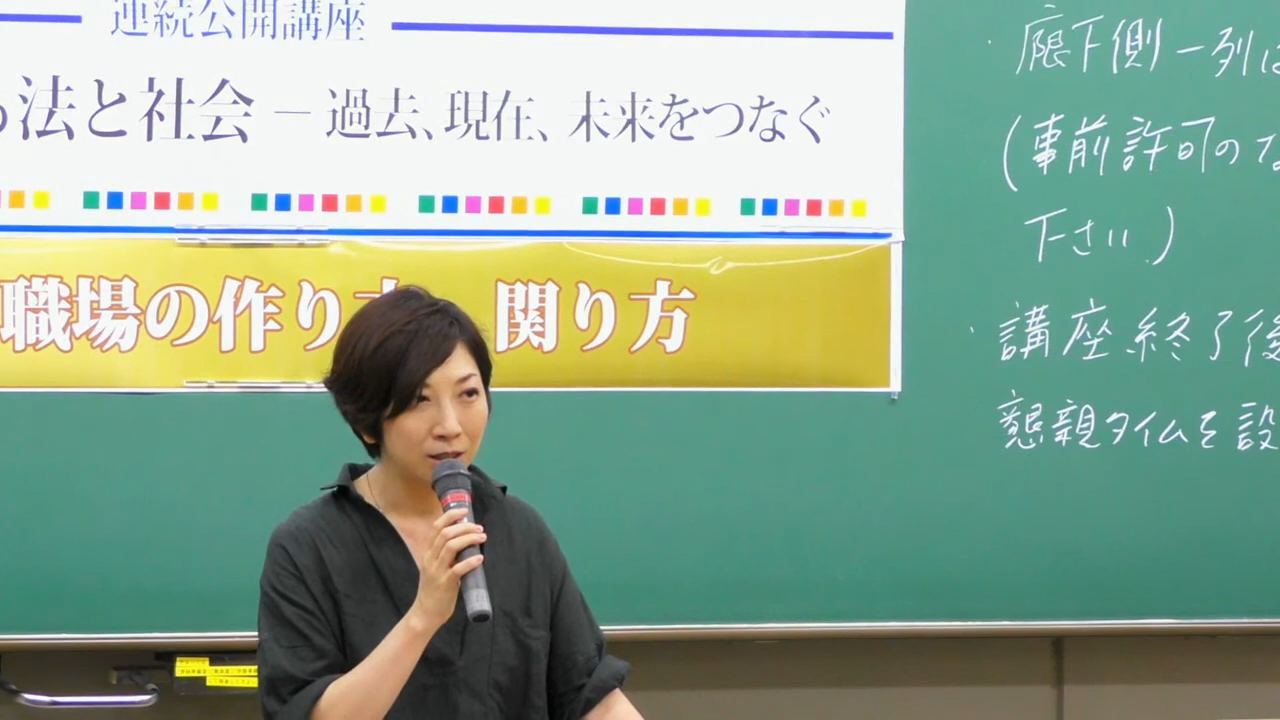 連続公開講座
る法と社会 － 過去、現在、未来をつなぐ
職場の作り方 関り方
・廊下側一列は
(事前許可のな
下さい)
・講座終了後
懇親タイムを設